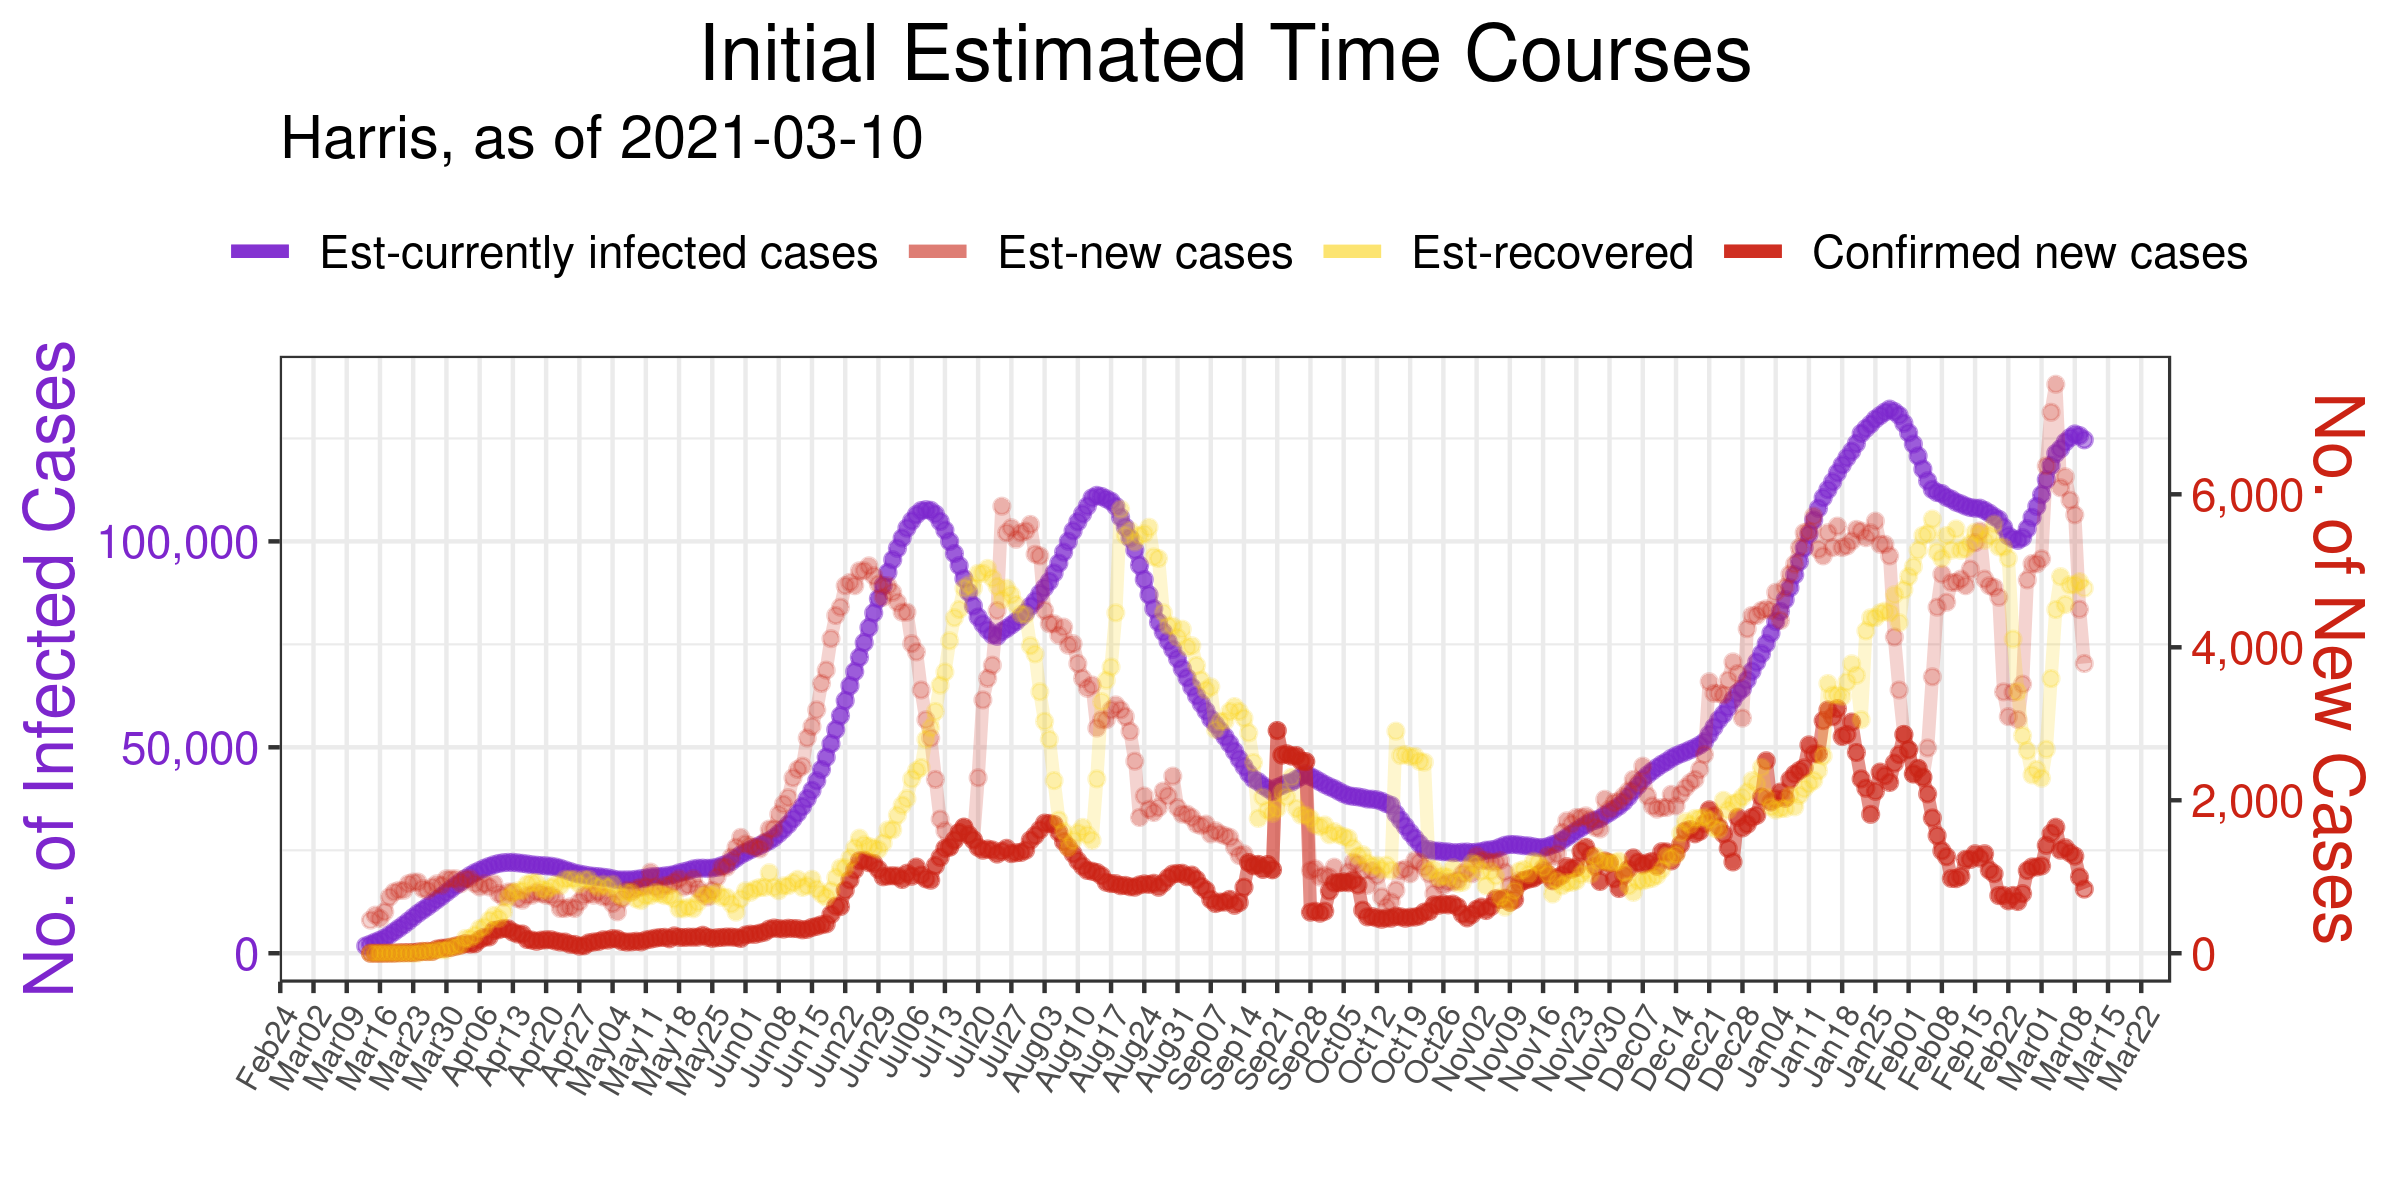 Initial Estimated Time Courses
Harris, as of 2021-03-10
Est-currently infected cases Est-new cases Est-recovered Confirmed new cases
No. of Infected Cases
100,000
50,000
0
No. of New Cases
6,000
4,000
2,000
0
Feb24 Mar02 Mar09 Mar16 Mar23 Mar30 Apr06 Apr13 Apr20 Apr27 May04 May11 May18 May25 Jun01 Jun08 Jun15 Jun22 Jun29 Jul06 Jul13 Jul20 Jul27 Aug03 Aug10 Aug17 Aug24 Aug31 Sep07 Sep14 Sep21 Sep28 Oct05 Oct12 Oct19 Oct26 Nov02 Nov09 Nov16 Nov23 Nov30 Dec07 Dec14 Dec21 Dec28 Jan04 Jan11 Jan18 Jan25 Feb01 Feb08 Feb15 Feb22 Mar01 Mar08 Mar15 Mar22